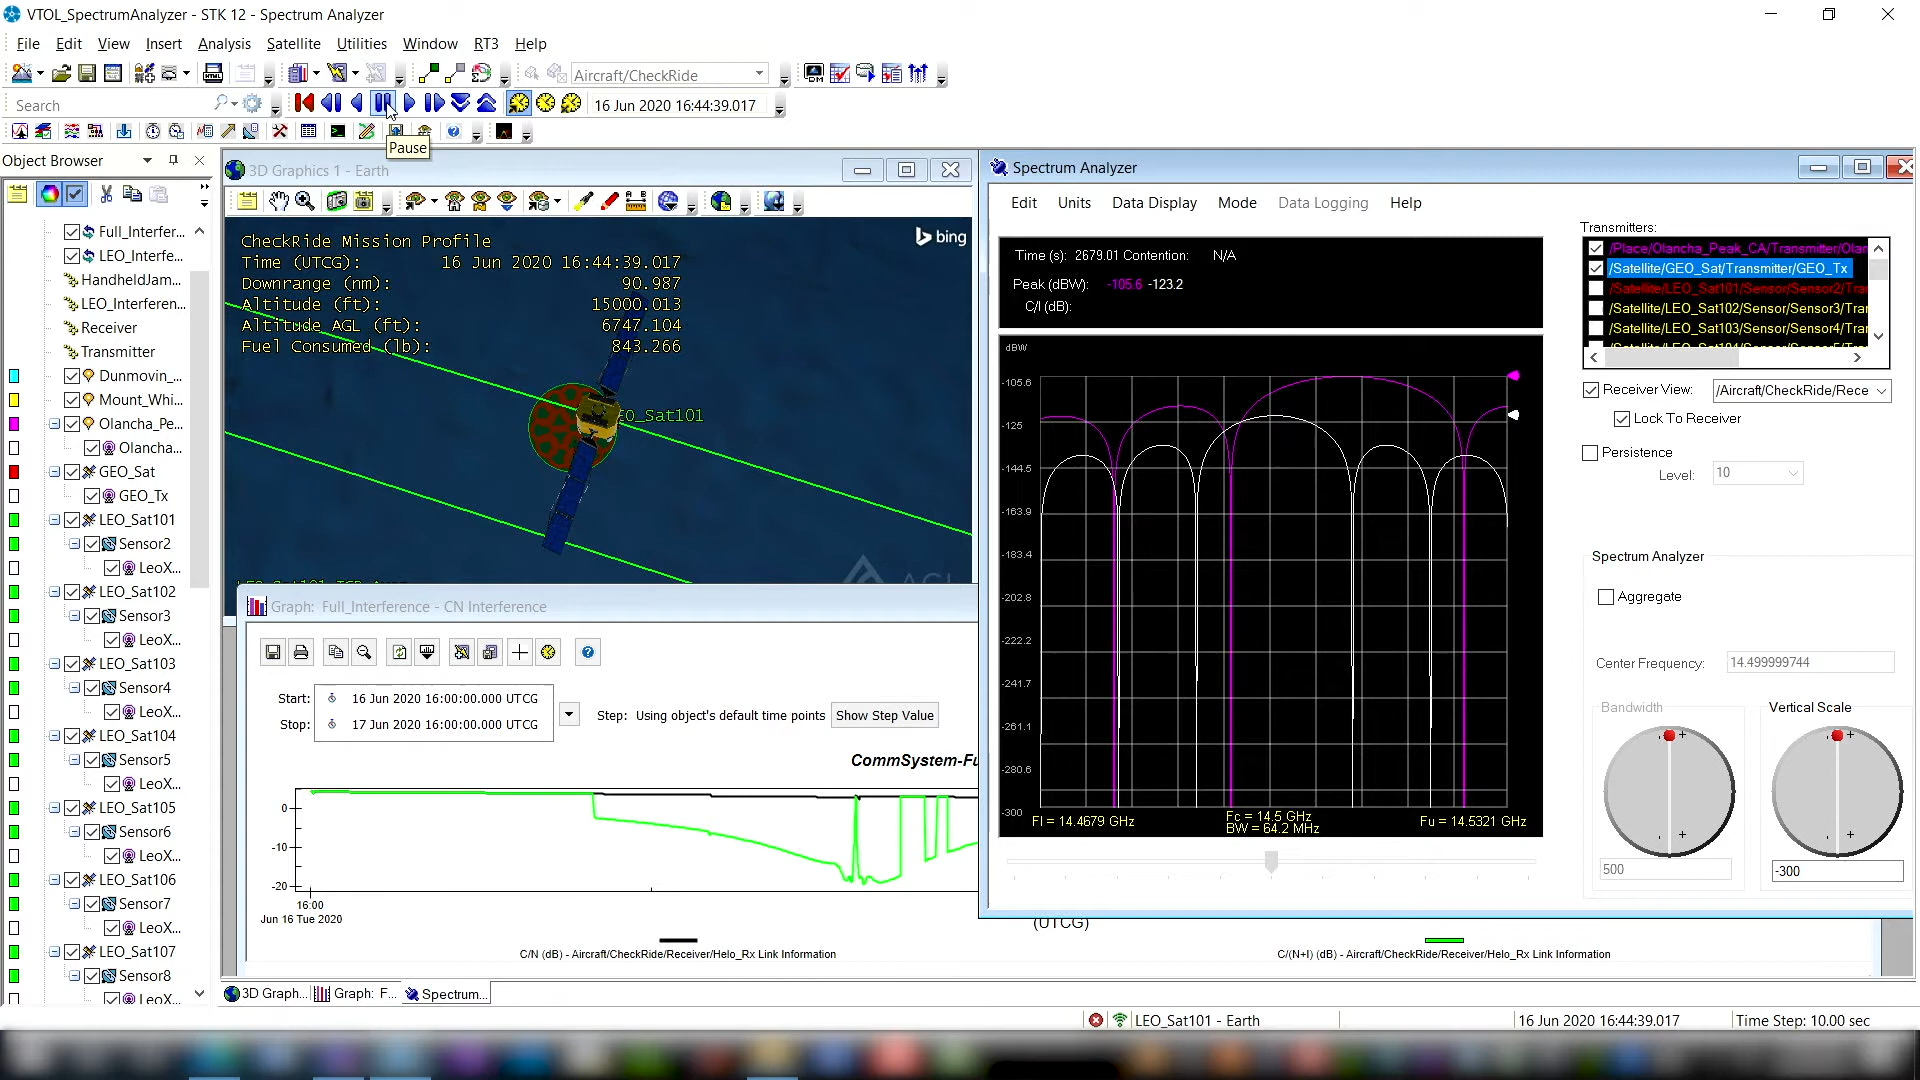 VTOL_SpectrumAnalyzer - STK 12 - Spectrum Analyzer
File Edit View Insert Analysis Satellite Utilities Window RT3 Help
Aircraft/CheckRide
Search
16 Jun 2020 16:44:39.017
Pause
Object Browser
Full_Interfer...
LEO_Interfe...
HandheldJam...
LEO_Interferen...
Receiver
Transmitter
Dunmovin_...
Mount_Whi...
Olancha_Pe...
Olancha...
GEO_Sat
GEO_Tx
LEO_Sat101
Sensor2
LeoX...
LEO_Sat102
Sensor3
LeoX...
LEO_Sat103
Sensor4
LeoX...
LEO_Sat104
Sensor5
LeoX...
LEO_Sat105
Sensor6
LeoX...
LEO_Sat106
Sensor7
LeoX...
LEO_Sat107
Sensor8
LeoX...
3D Graphics 1 - Earth
bing
CheckRide Mission Profile
Time (UTCG): 16 Jun 2020 16:44:39.017
Downrange (nm): 90.987
Altitude (ft): 15000.013
Altitude AGL (ft): 6747.104
Fuel Consumed (lb): 843.266
EO_Sat101
Graph: Full_Interference - CN Interference
Start: 16 Jun 2020 16:00:00.000 UTCG
Stop: 17 Jun 2020 16:00:00.000 UTCG
Step: Using object's default time points
Show Step Value
CommSystem-Fu
0
-10
-20
16:00
Jun 16 Tue 2020
(UTCG)
C/N (dB) - Aircraft/CheckRide/Receiver/Helo_Rx Link Information
C/(N+I) (dB) - Aircraft/CheckRide/Receiver/Helo_Rx Link Information
Spectrum Analyzer
Edit Units Data Display Mode Data Logging Help
Time (s): 2679.01 Contention: N/A
Peak (dBW): -105.6 -123.2
C/I (dB):
dBW
-105.6
-125
-144.5
-163.9
-183.4
-202.8
-222.2
-241.7
-261.1
-280.6
-300
Fl = 14.4679 GHz
Fc = 14.5 GHz
BW = 64.2 MHz
Fu = 14.5321 GHz
Transmitters:
/Place/Olancha_Peak_CA/Transmitter/Olan
/Satellite/GEO_Sat/Transmitter/GEO_Tx
/Satellite/LEO_Sat101/Sensor/Sensor2/Tra
/Satellite/LEO_Sat102/Sensor/Sensor3/Trar
/Satellite/LEO_Sat103/Sensor/Sensor4/Trar
Receiver View: /Aircraft/CheckRide/Rece
Lock To Receiver
Persistence
Level: 10
Spectrum Analyzer
Aggregate
Center Frequency: 14.499999744
Bandwidth
500
Vertical Scale
-300
3D Graph... Graph: F... Spectrum...
LEO_Sat101 - Earth
16 Jun 2020 16:44:39.017
Time Step: 10.00 sec